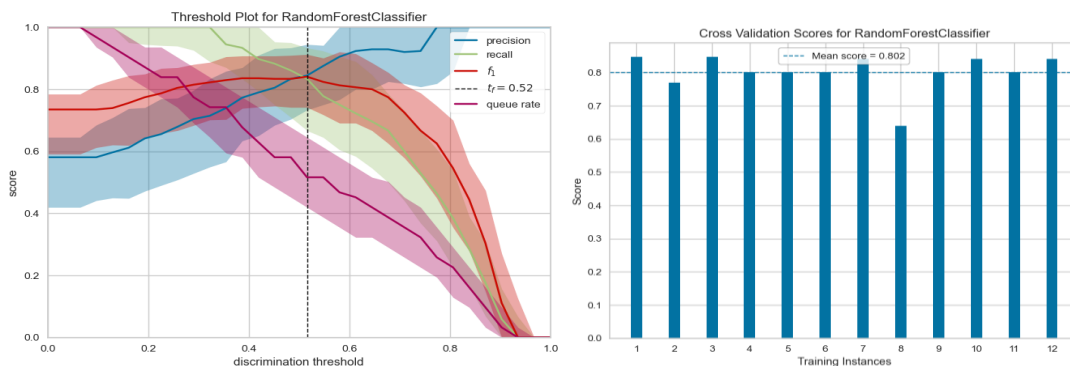 Threshold Plot for RandomForestClassifier
1.0
0.8
0.6
0.4
0.2
0.0
score
0.0 0.2 0.4 0.6 0.8 1.0
discrimination threshold
precision
recall
f1
tf = 0.52
queue rate
Cross Validation Scores for RandomForestClassifier
Mean score = 0.802
0.8
0.7
0.6
0.5
0.4
0.3
0.2
0.1
0.0
Score
1 2 3 4 5 6 7 8 9 10 11 12
Training Instances